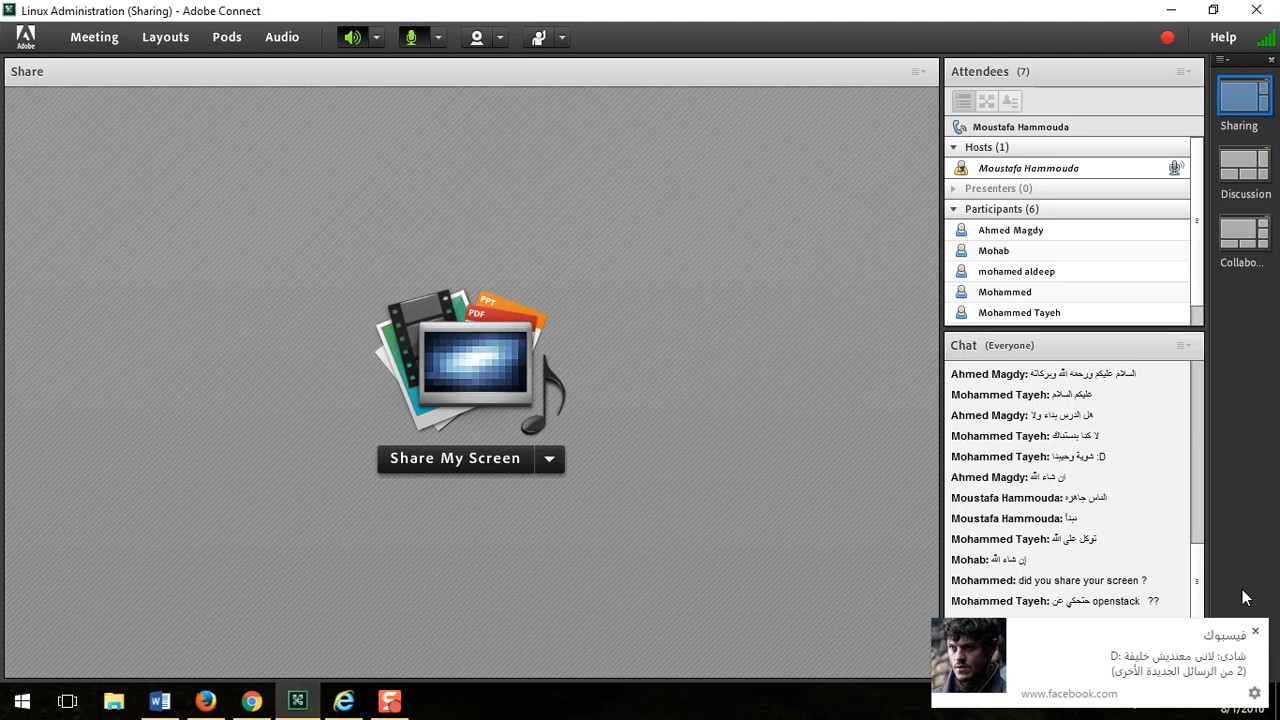 Linux Administration (Sharing) - Adobe Connect
Adobe
Meeting
Layouts
Pods
Audio
Help
Share
PPT
PDF
Share My Screen
Attendees (7)
Moustafa Hammouda
Hosts (1)
Moustafa Hammouda
Presenters (0)
Participants (6)
Ahmed Magdy
Mohab
mohamed aldeep
Mohammed
Mohammed Tayeh
Chat (Everyone)
Ahmed Magdy: السلام عليكم ورحمه الله وبركاته
Mohammed Tayeh: عليكم السلام
Ahmed Magdy: هل الدرس بداء ولا
Mohammed Tayeh: لا كنا بنستناك
Mohammed Tayeh: شوية وحيبدا :D
Ahmed Magdy: ان شاء الله
Moustafa Hammouda: الناس جاهزه
Moustafa Hammouda: نبدأ
Mohammed Tayeh: توكل على الله
Mohab: إن شاء الله
Mohammed: did you share your screen ?
Mohammed Tayeh: حتحكي عن openstack ??
Sharing
Discussion
Collabo...
فيسبوك
شادى: لانى معنديش خليفة :D
(2 من الرسائل الجديدة الأخرى)
www.facebook.com
8/1/2016